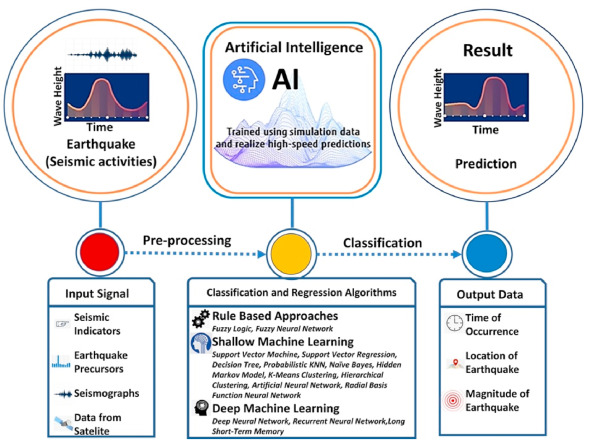 Wave Height
Time
Earthquake
(Seismic activities)
Artificial Intelligence
AI
Trained using simulation data
and realize high-speed predictions
Result
Wave Height
Time
Prediction
Pre-processing
Classification
Input Signal
Seismic
Indicators
Earthquake
Precursors
Seismographs
Data from
Satelite
Classification and Regression Algorithms
Rule Based Approaches
Fuzzy Logic, Fuzzy Neural Network
Shallow Machine Learning
Support Vector Machine, Support Vector Regression,
Decision Tree, Probabilistic KNN, Naïve Bayes, Hidden
Markov Model, K-Means Clustering, Hierarchical
Clustering, Artificial Neural Network, Radial Basis
Function Neural Network
Deep Machine Learning
Deep Neural Network, Recurrent Neural Network,Long
Short-Term Memory
Output Data
Time of
Occurrence
Location of
Earthquake
Magnitude of
Earthquake